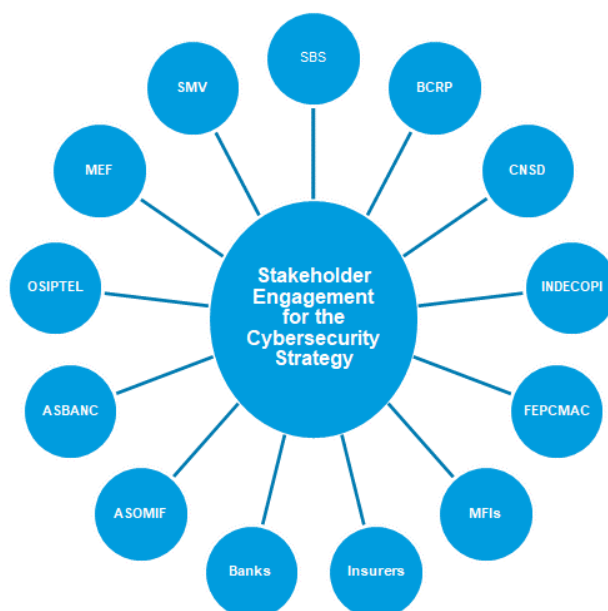 SBS
BCRP
CNSD
INDECOPI
FEPCMAC
MFIs
Insurers
Banks
ASOMIF
ASBANC
OSIPTEL
MEF
SMV
Stakeholder
Engagement
for the
Cybersecurity
Strategy